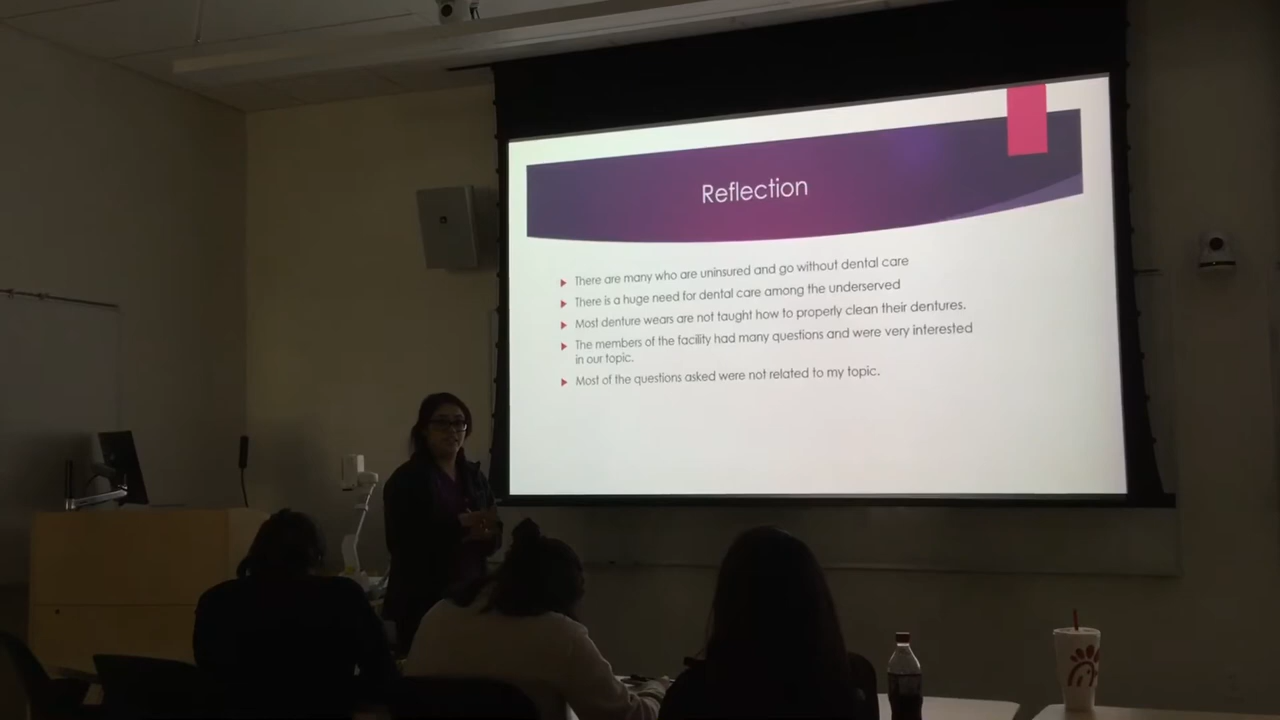 Reflection
There are many who are uninsured and go without dental care
There is a huge need for dental care among the underserved
Most denture wears are not taught how to properly clean their dentures.
The members of the facility had many questions and were very interested
in our topic.
Most of the questions asked were not related to my topic.